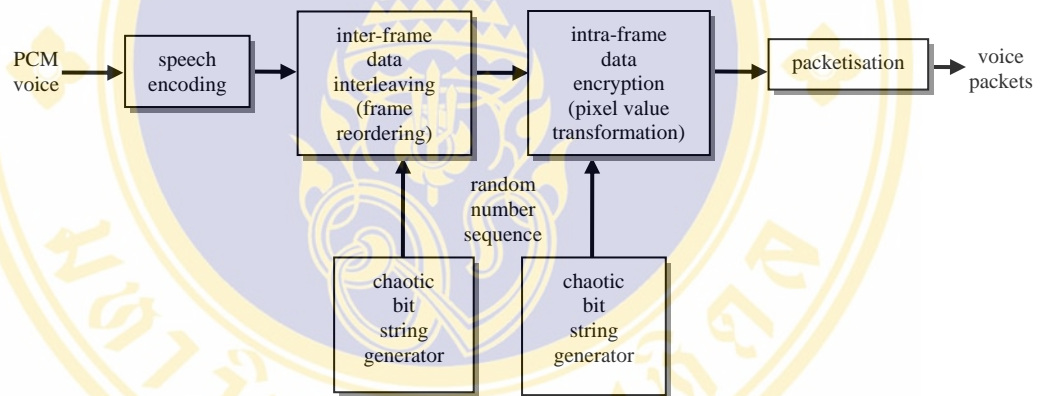 PCM
voice
speech
encoding
inter-frame
data
interleaving
(frame
reordering)
intra-frame
data
encryption
(pixel value
transformation)
packetisation
voice
packets
random
number
sequence
chaotic
bit
string
generator
chaotic
bit
string
generator